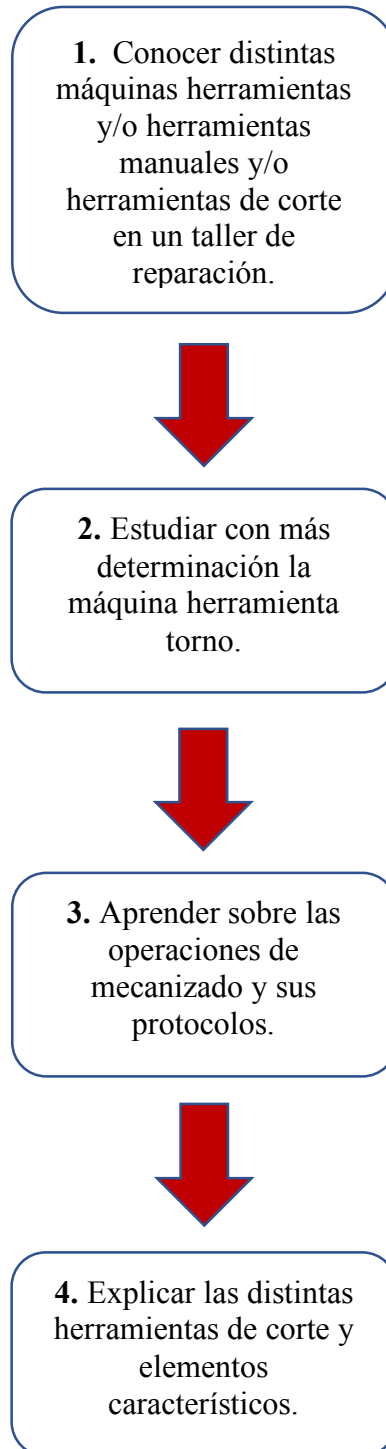 1. Conocer distintas
máquinas herramientas
y/o herramientas
manuales y/o
herramientas de corte
en un taller de
reparación.
2. Estudiar con más
determinación la
máquina herramienta
torno.
3. Aprender sobre las
operaciones de
mecanizado y sus
protocolos.
4. Explicar las distintas
herramientas de corte y
elementos
característicos.